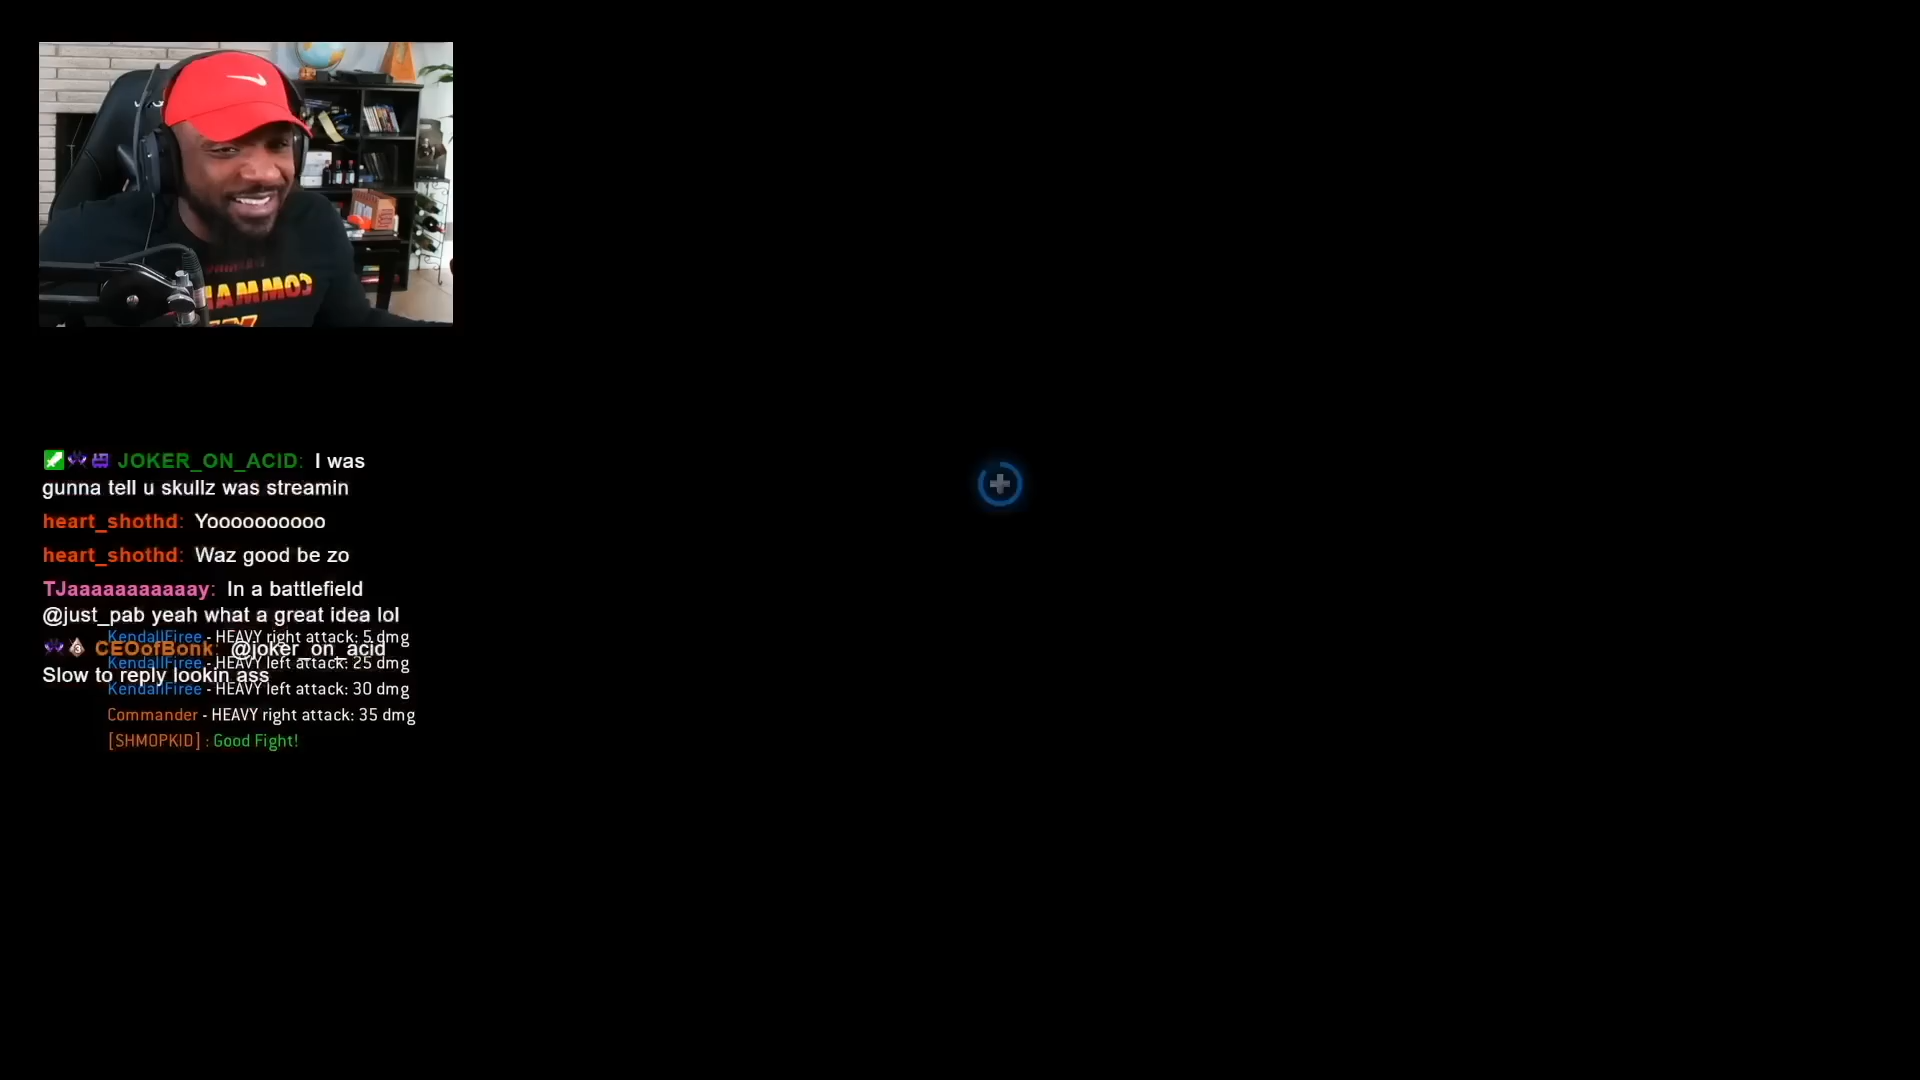 JOKER_ON_ACID: I was
gunna tell u skullz was streamin
heart_shothd: Yoooooooooo
heart_shothd: Waz good be zo
TJaaaaaaaaaaay: In a battlefield
@just_pab yeah what a great idea lol
KendallFiree - HEAVY right attack: 5 dmg
CEOofBonk: @joker_on_acid
KendallFiree - HEAVY left attack: 25 dmg
Slow to reply lookin ass
KendallFiree - HEAVY left attack: 30 dmg
Commander - HEAVY right attack: 35 dmg
[SHMOPKID] : Good Fight!